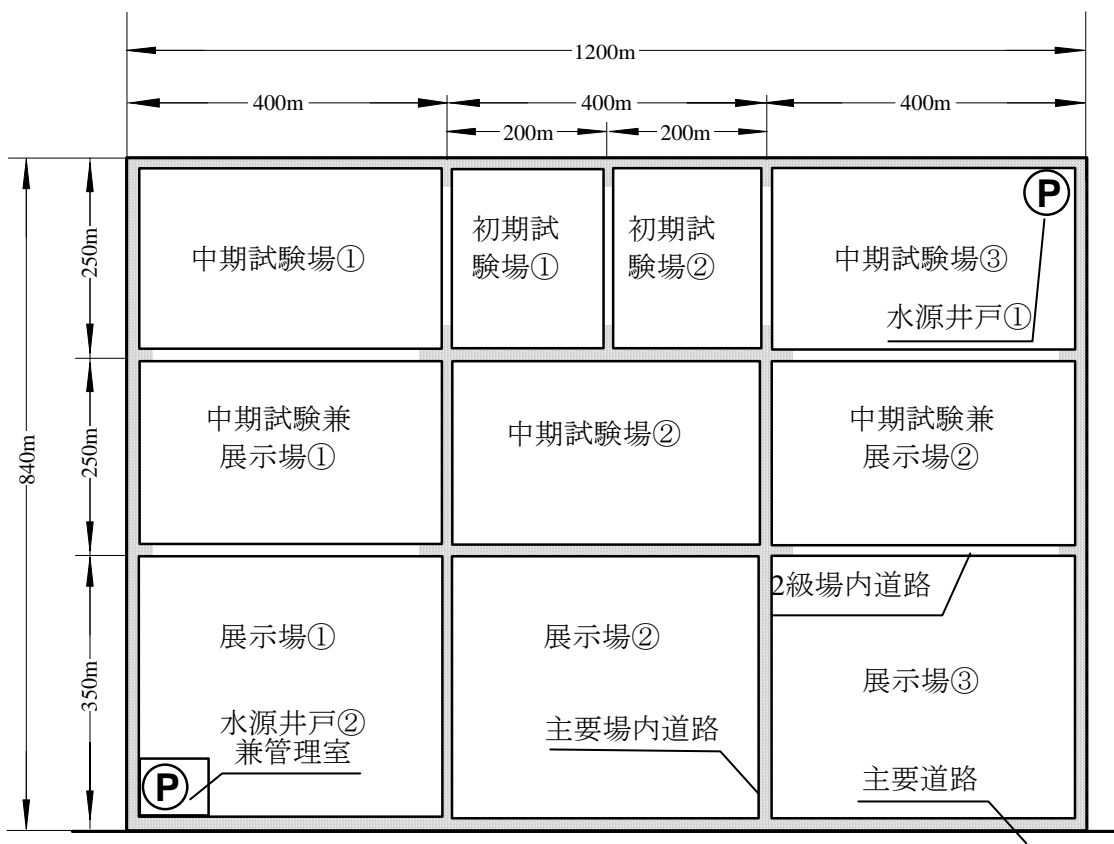 1200m
400m
400m
400m
200m
200m
840m
250m
250m
350m
中期試験場①
初期試
験場①
初期試
験場②
中期試験場③
P
水源井戸①
中期試験兼
展示場①
中期試験場②
中期試験兼
展示場②
2級場内道路
展示場①
展示場②
展示場③
水源井戸②
兼管理室
P
主要場内道路
主要道路